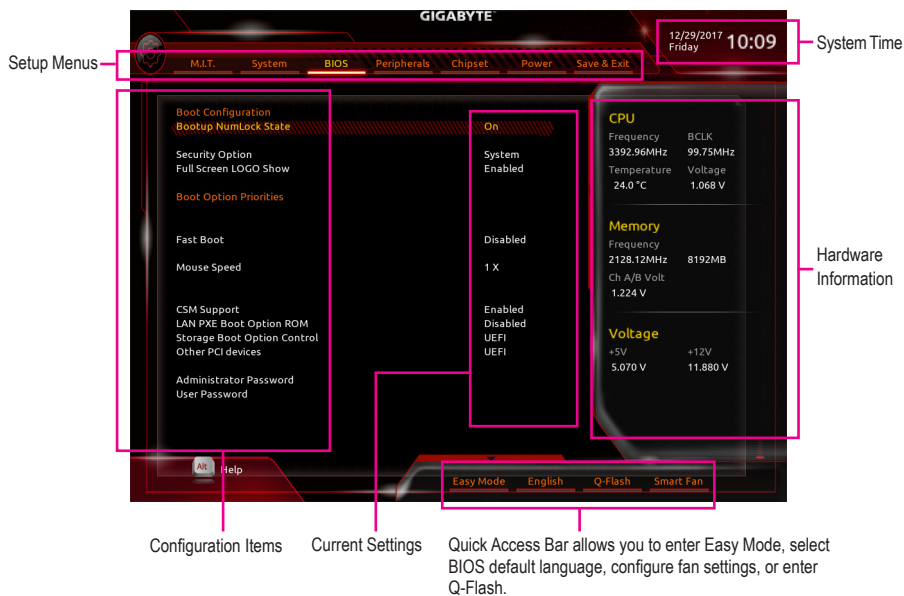 GIGABYTE™
12/29/2017
Friday
10:09
System Time
Setup Menus
M.I.T. System BIOS Peripherals Chipset Power Save & Exit
Boot Configuration
Bootup NumLock State On
Security Option System
Full Screen LOGO Show Enabled
Boot Option Priorities
Fast Boot Disabled
Mouse Speed 1 X
CSM Support Enabled
LAN PXE Boot Option ROM Disabled
Storage Boot Option Control UEFI
Other PCI devices UEFI
Administrator Password
User Password
CPU
Frequency BCLK
3392.96MHz 99.75MHz
Temperature Voltage
24.0 °C 1.068 V
Memory
Frequency
2128.12MHz 8192MB
Ch A/B Volt
1.224 V
Voltage
+5V +12V
5.070 V 11.880 V
Hardware
Information
Alt Help
Easy Mode English Q-Flash Smart Fan
Configuration Items
Current Settings
Quick Access Bar allows you to enter Easy Mode, select
BIOS default language, configure fan settings, or enter
Q-Flash.